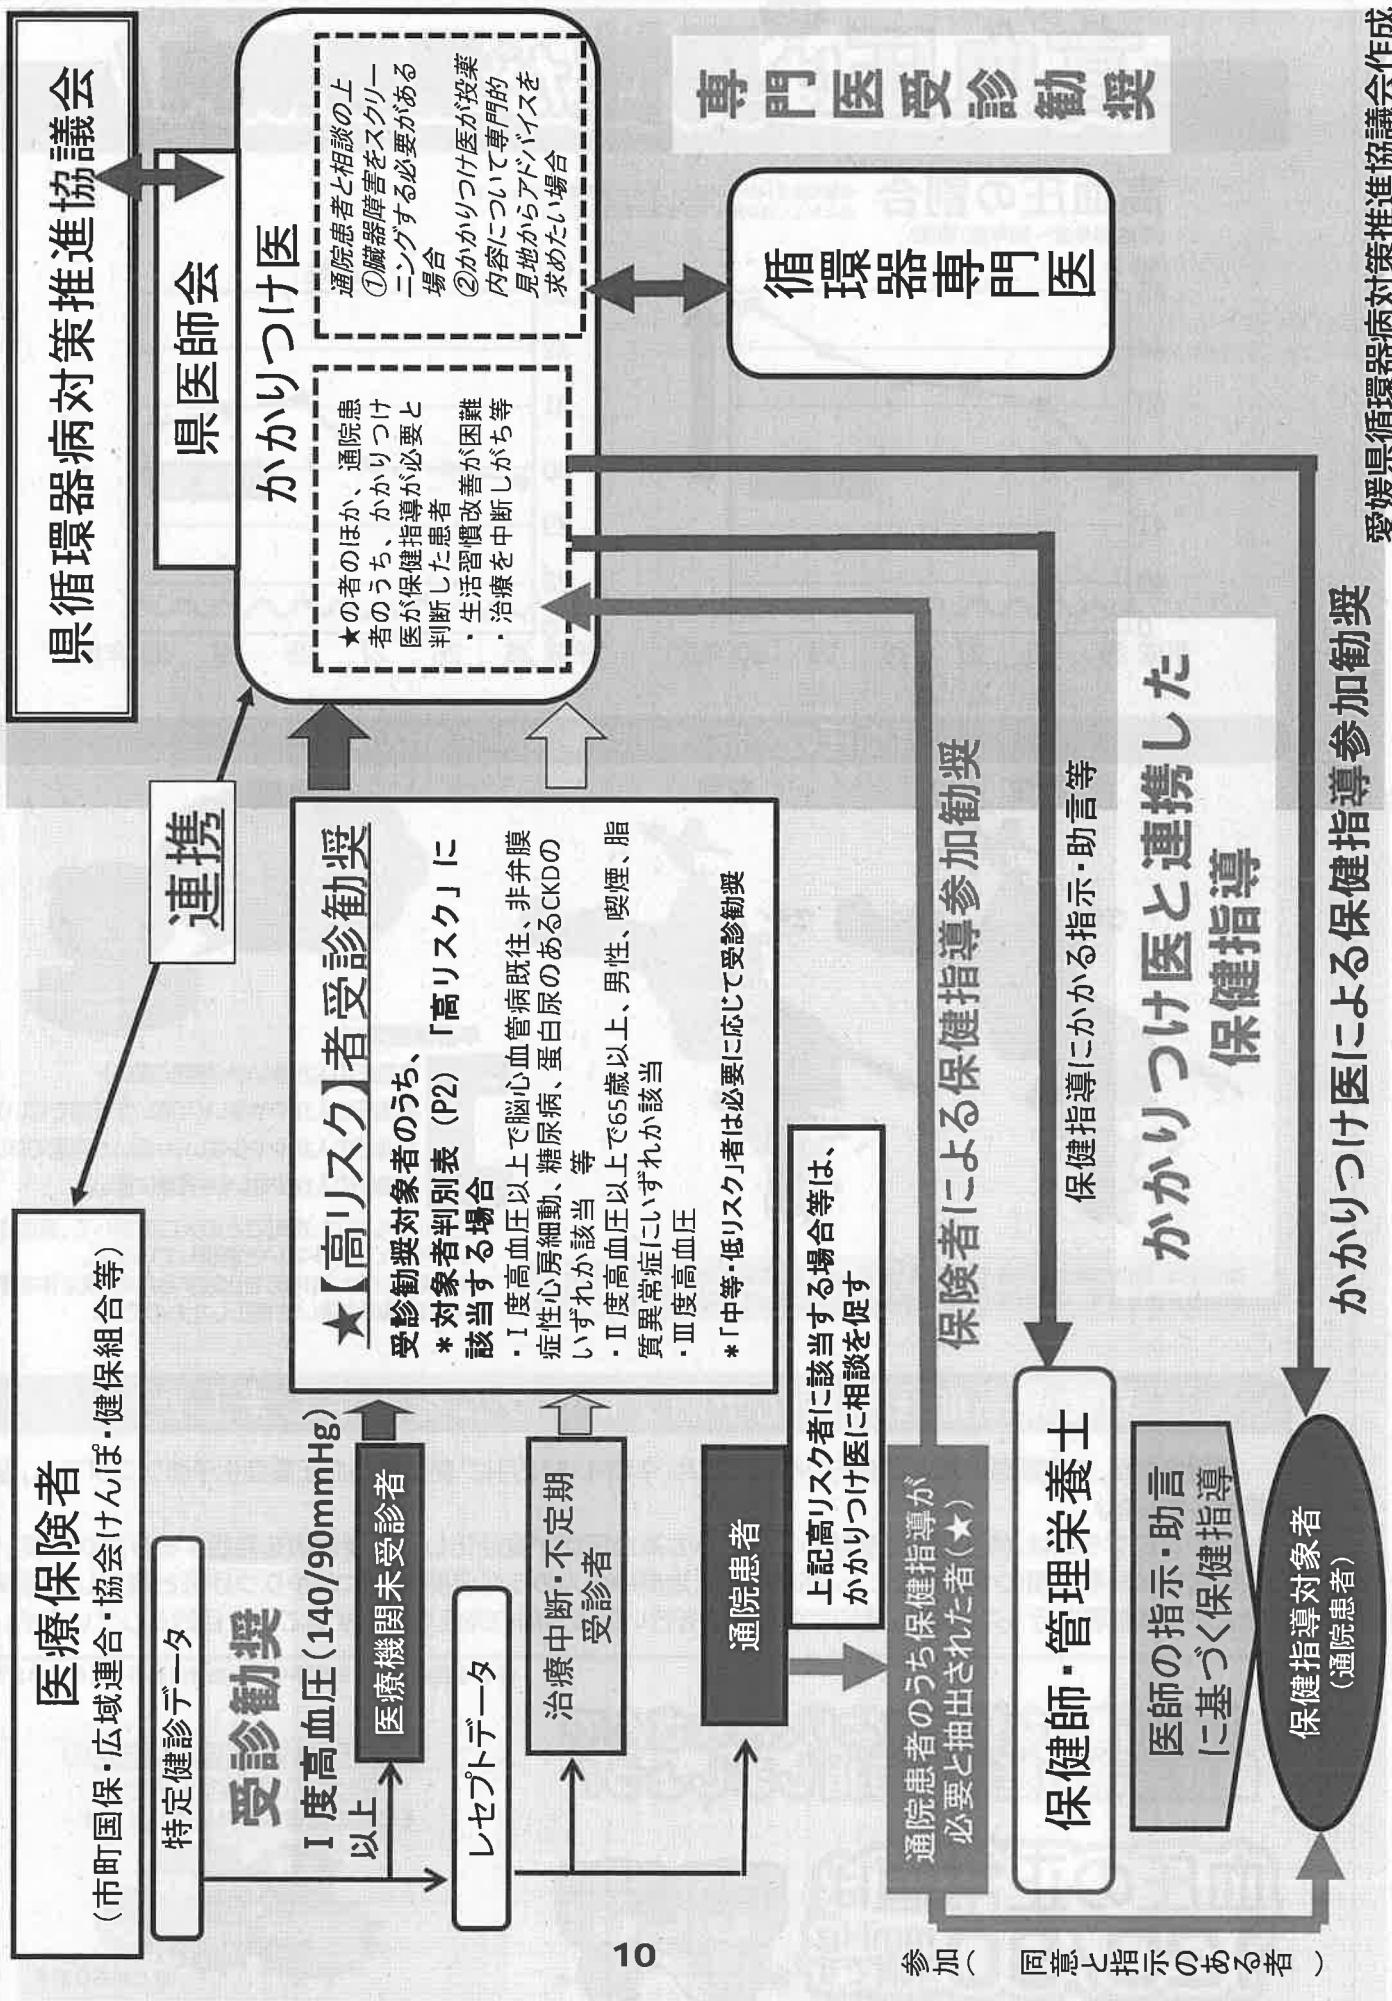 医療保険者
（市町国保・広域連合・協会けんぽ・健保組合等）
連携
県循環器病対策推進協議会
県医師会
かかりつけ医
特定健診データ
受診勧奨
Ⅰ度高血圧（140/90mmHg）
以上
医療機関未受診者
レセプトデータ
治療中断・不定期
受診者
通院患者
★【高リスク】者受診勧奨
受診勧奨対象者のうち、
＊対象者判別表（P2）「高リスク」に
該当する場合
・Ⅰ度高血圧以上で脳心血管病既往、非弁膜
症性心房細動、糖尿病、蛋白尿のあるCKDの
いずれか該当　等
・Ⅱ度高血圧以上で65歳以上、男性、喫煙、脂
質異常症にいずれか該当
・Ⅲ度高血圧
＊「中等・低リスク」者は必要に応じて受診勧奨
上記高リスク者に該当する場合等は、
かかりつけ医に相談を促す
★の者のほか、通院患
者のうち、かかりつけ
医が保健指導が必要と
判断した患者
・生活習慣改善が困難
・治療を中断しがち等
通院患者と相談の上
①臓器障害をスクリー
ニングする必要がある
場合
②かかりつけ医が投薬
内容について専門的
見地からアドバイスを
求めたい場合
循環器専門医
専門医受診勧奨
通院患者のうち保健指導が
必要と抽出された者（★）
保険者による保健指導参加勧奨
保健師・管理栄養士
保健指導にかかる指示・助言等
医師の指示・助言
に基づく保健指導
かかりつけ医と連携した
保健指導
保健指導対象者
（通院患者）
かかりつけ医による保健指導参加勧奨
参加（同意と指示のある者）
愛媛県循環器病対策推進協議会作成
10